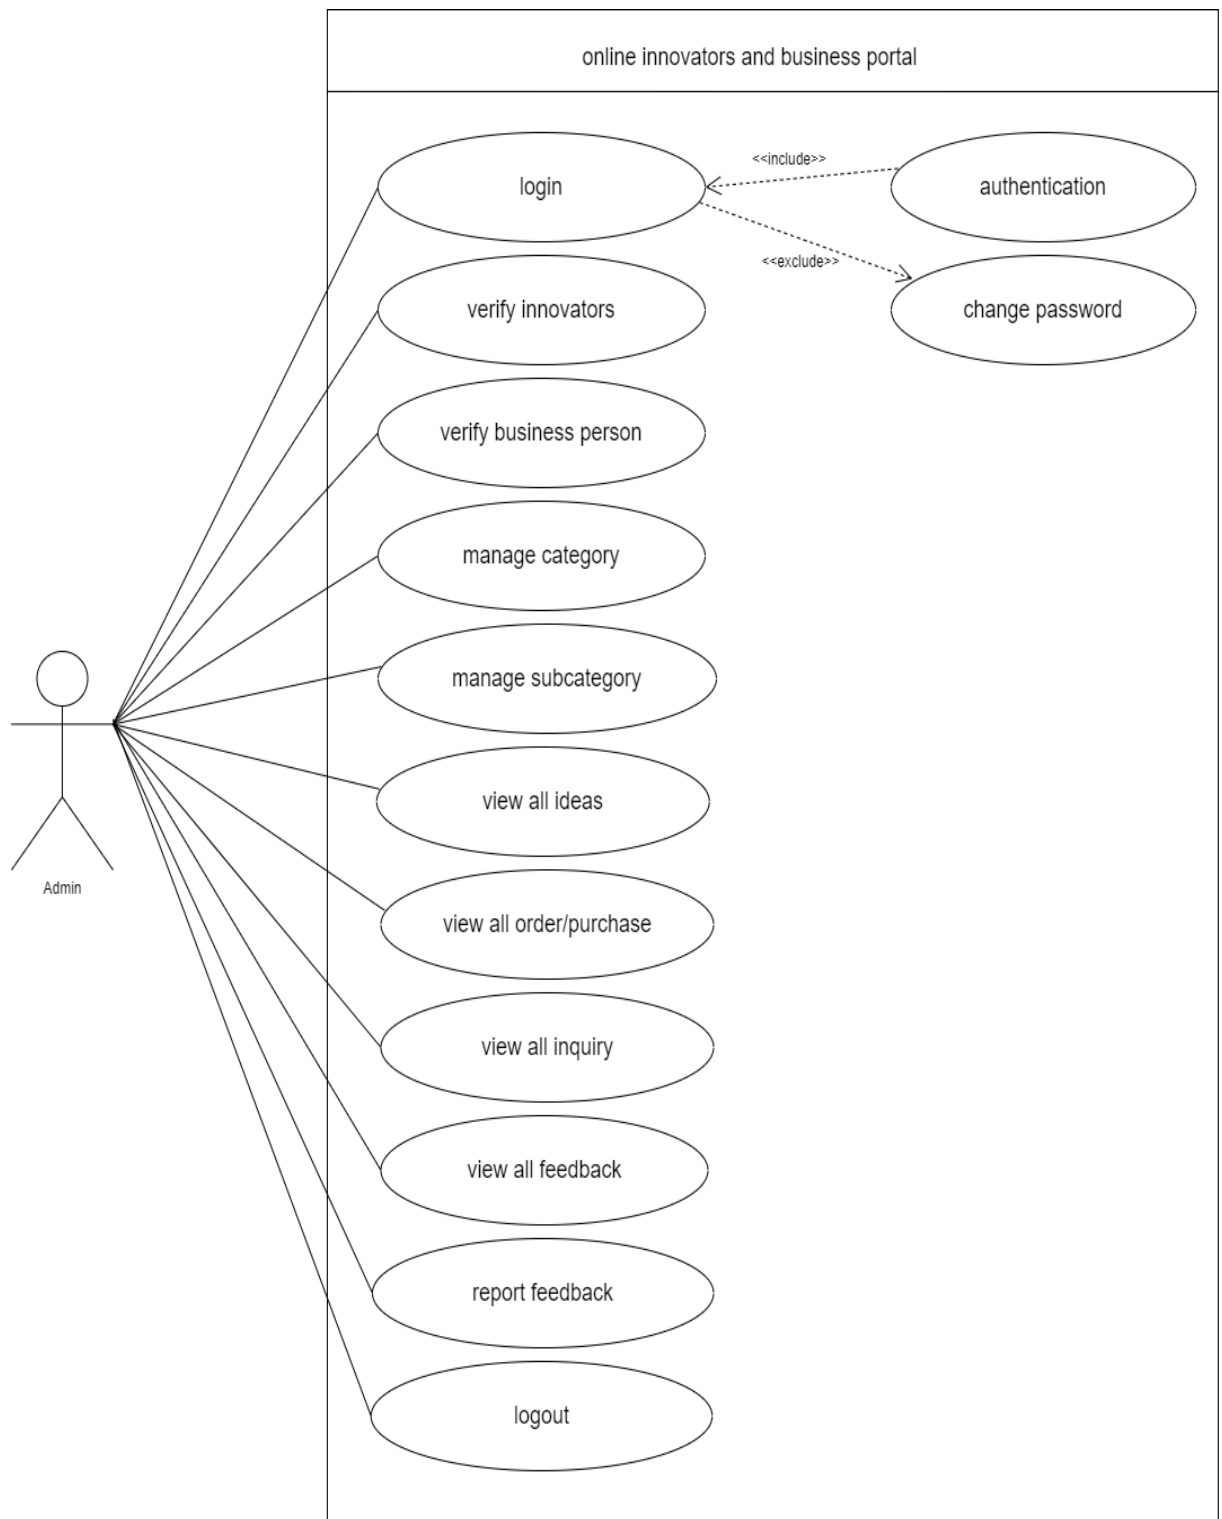 online innovators and business portal
login
<<include>>
authentication
<<exclude>>
verify innovators
change password
verify business person
manage category
manage subcategory
view all ideas
Admin
view all order/purchase
view all inquiry
view all feedback
report feedback
logout